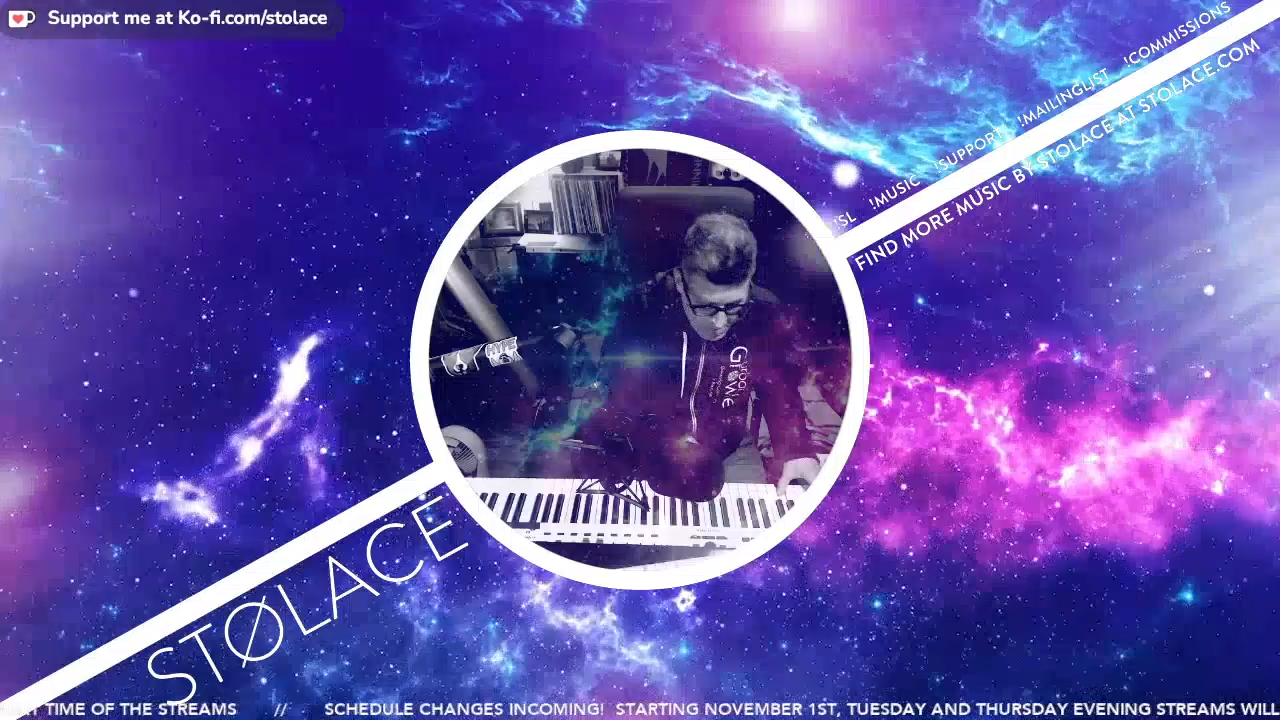 Support me at Ko-fi.com/stolace
!MUSIC !SUPPORT !MAILINGLIST !COMMISSIONS
FIND MORE MUSIC BY STOLACE AT STOLACE.COM
HYPE
STØLACE
TIME OF THE STREAMS // SCHEDULE CHANGES INCOMING! STARTING NOVEMBER 1ST, TUESDAY AND THURSDAY EVENING STREAMS WILL